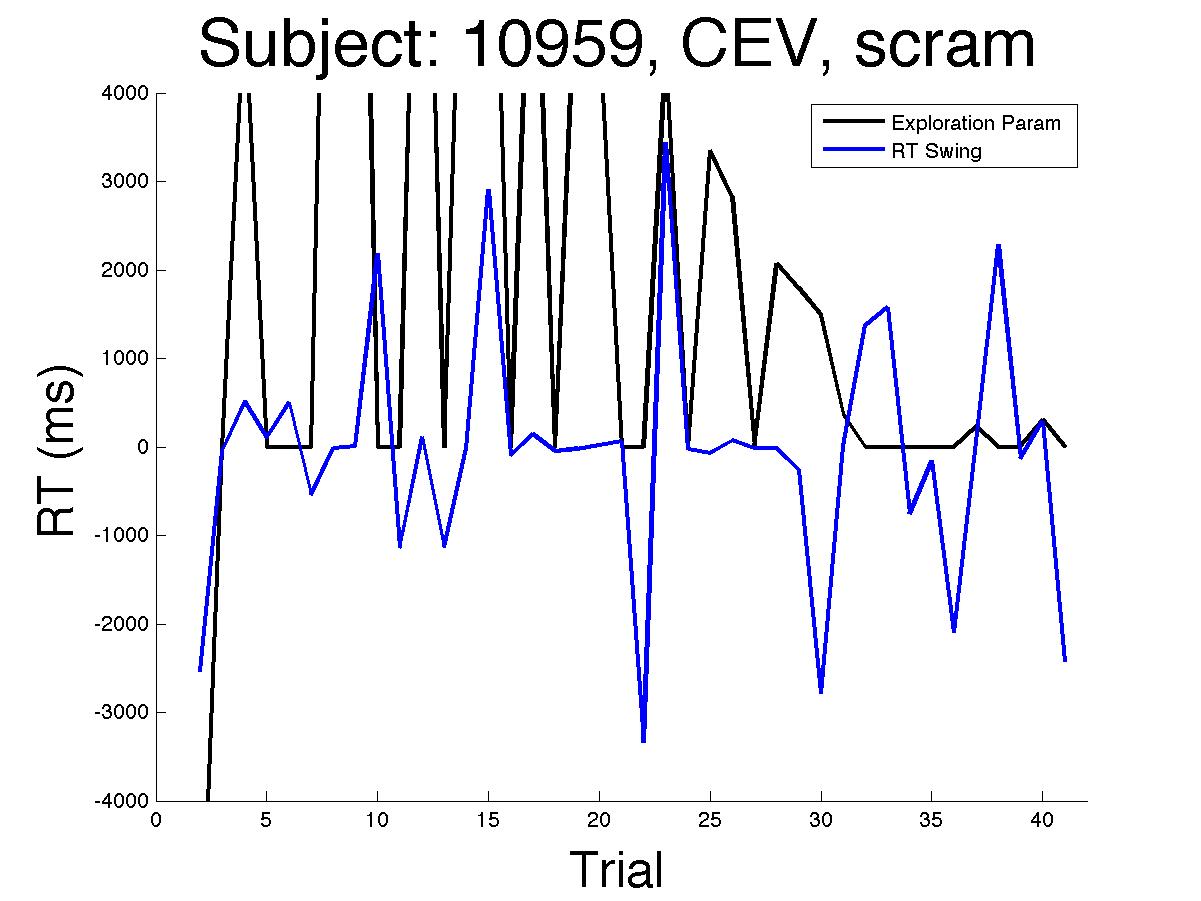 Subject: 10959, CEV, scram
4000
3000
2000
1000
0
-1000
-2000
-3000
-4000
RT (ms)
Exploration Param
RT Swing
0 5 10 15 20 25 30 35 40
Trial